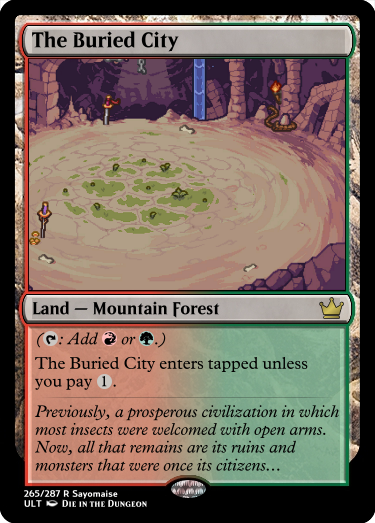 The Buried City
Land — Mountain Forest
(T: Add R or G.)
The Buried City enters tapped unless
you pay 1.
Previously, a prosperous civilization in which
most insects were welcomed with open arms.
Now, all that remains are its ruins and
monsters that were once its citizens…
265/287 R Sayomaise
ULT Die in the Dungeon